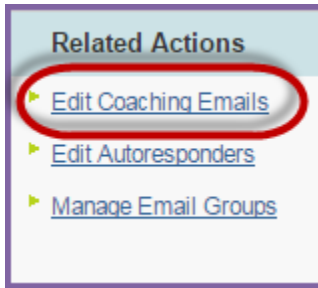 Related Actions
Edit Coaching Emails
Edit Autoresponders
Manage Email Groups